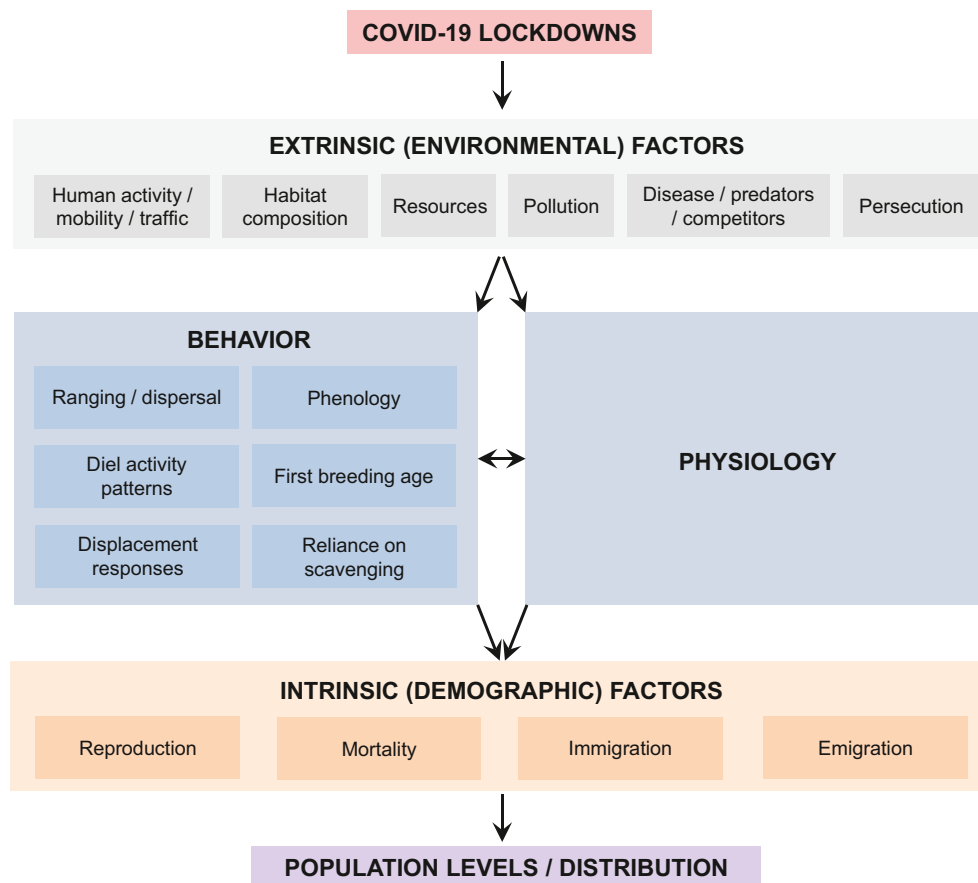 COVID-19 LOCKDOWNS
EXTRINSIC (ENVIRONMENTAL) FACTORS
Human activity /
mobility / traffic
Habitat
composition
Resources
Pollution
Disease / predators
/ competitors
Persecution
BEHAVIOR
Ranging / dispersal
Phenology
Diel activity
patterns
First breeding age
Displacement
responses
Reliance on
scavenging
PHYSIOLOGY
INTRINSIC (DEMOGRAPHIC) FACTORS
Reproduction
Mortality
Immigration
Emigration
POPULATION LEVELS / DISTRIBUTION